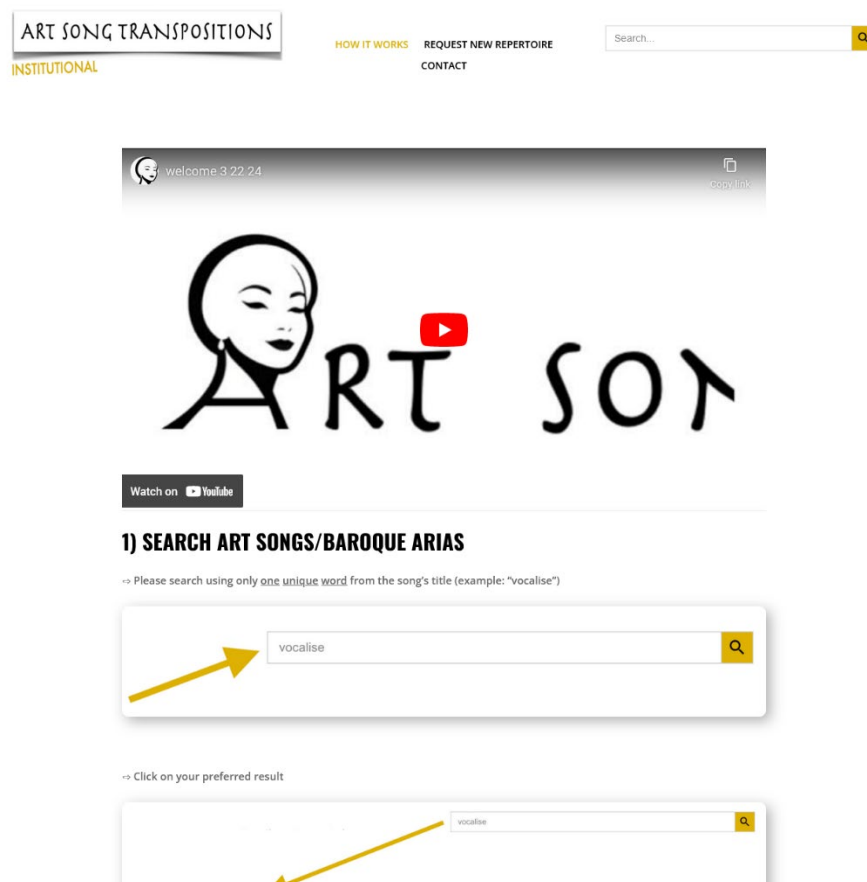 ART SONG TRANSPOSITIONS
INSTITUTIONAL
HOW IT WORKS REQUEST NEW REPERTOIRE
CONTACT
Search...
welcome 3 22 24
Copy link
ART SON
Watch on YouTube
1) SEARCH ART SONGS/BAROQUE ARIAS
➪ Please search using only one unique word from the song's title (example: "vocalise")
vocalise
➪ Click on your preferred result
vocalise